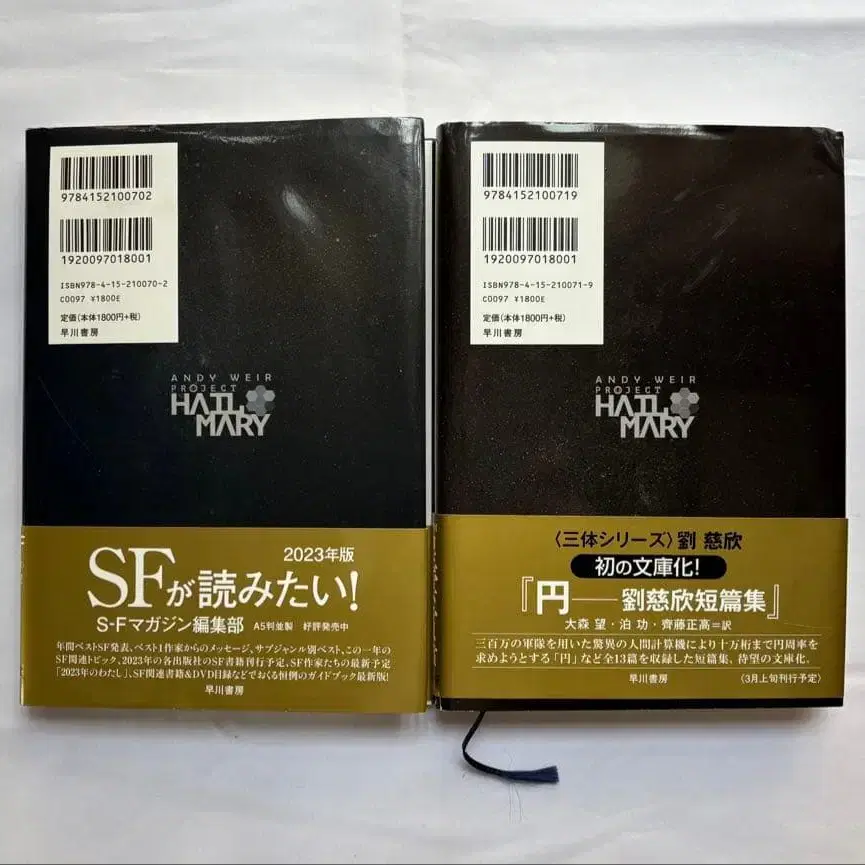 9784152100702
1920097018001
ISBN978-4-15-210070-2
C0097 ¥1800E
定価(本体1800円+税)
早川書房
ANDY WEIR
PROJECT
HAIL
MARY
2023年版
SFが読みたい!
S-Fマガジン編集部 A5判並製 好評発売中
年間ベストSF発表、ベスト1作家からのメッセージ、サブジャンル別ベスト、この一年の
SF関連トピック、2023年の各出版社のSF書籍刊行予定、SF作家たちの最新予定
「2023年のわたし」、SF関連書籍&DVD目録などでおくる恒例のガイドブック最新版!
早川書房
9784152100719
1920097018001
ISBN978-4-15-210071-9
C0097 ¥1800E
定価(本体1800円+税)
早川書房
ANDY WEIR
PROJECT
HAIL
MARY
〈三体シリーズ〉劉 慈欣
初の文庫化!
『円──劉慈欣短篇集』
大森 望・泊 功・齊藤正高=訳
三百万の軍隊を用いた驚異の人間計算機により十万桁まで円周率を
求めようとする「円」など全13篇を収録した短篇集、待望の文庫化。
早川書房 〈3月上旬刊行予定〉